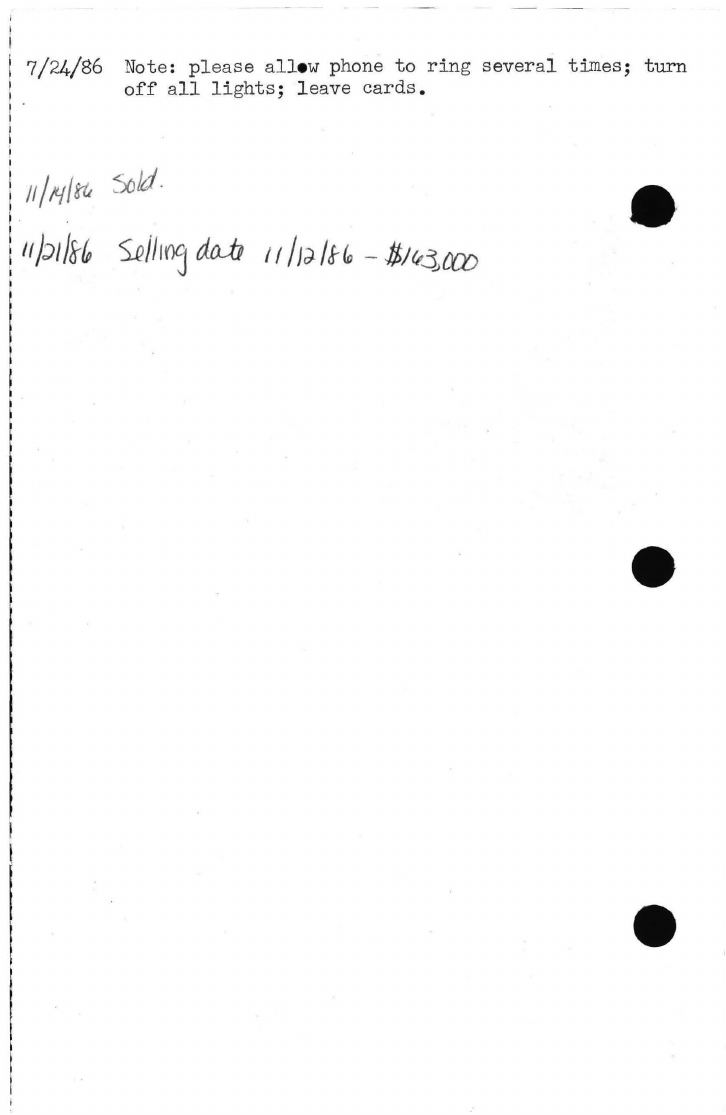 7/24/86 Note: please allow phone to ring several times; turn
off all lights; leave cards.
11/14/86 Sold.
11/21/86 Selling date 11/12/86 - $163,000